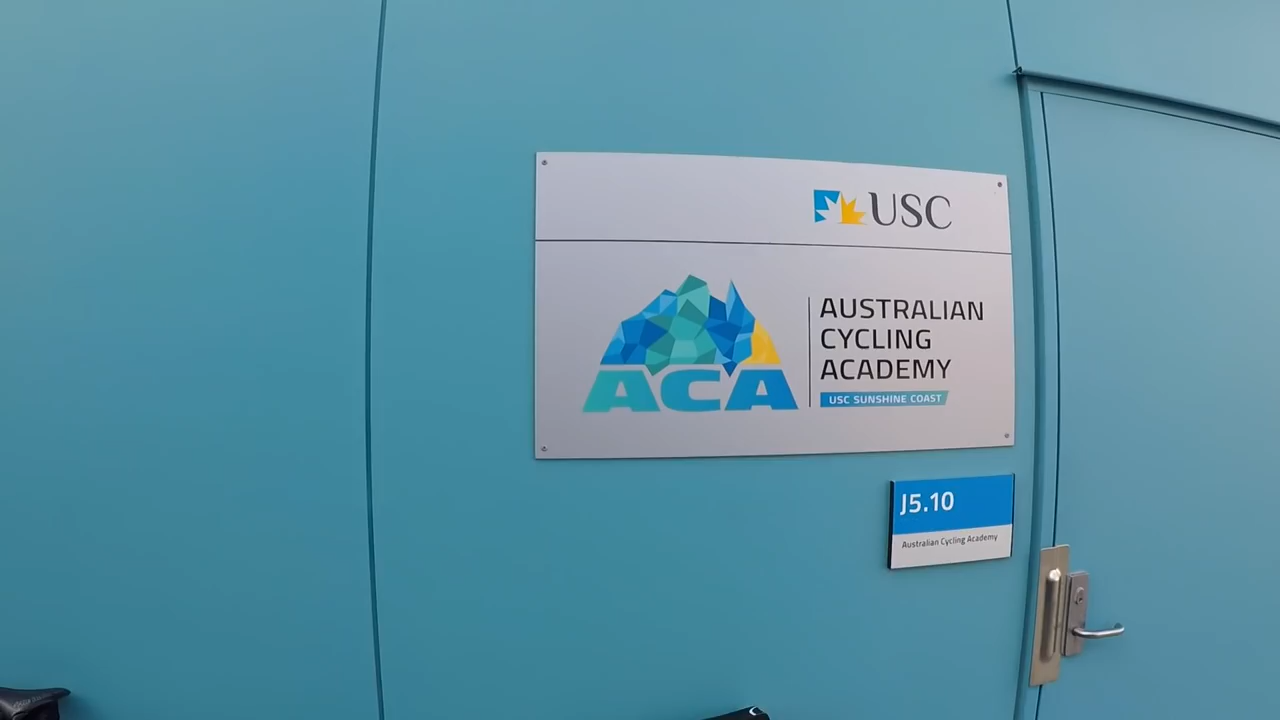 USC
ACA
AUSTRALIAN
CYCLING
ACADEMY
USC SUNSHINE COAST
J5.10
Australian Cycling Academy